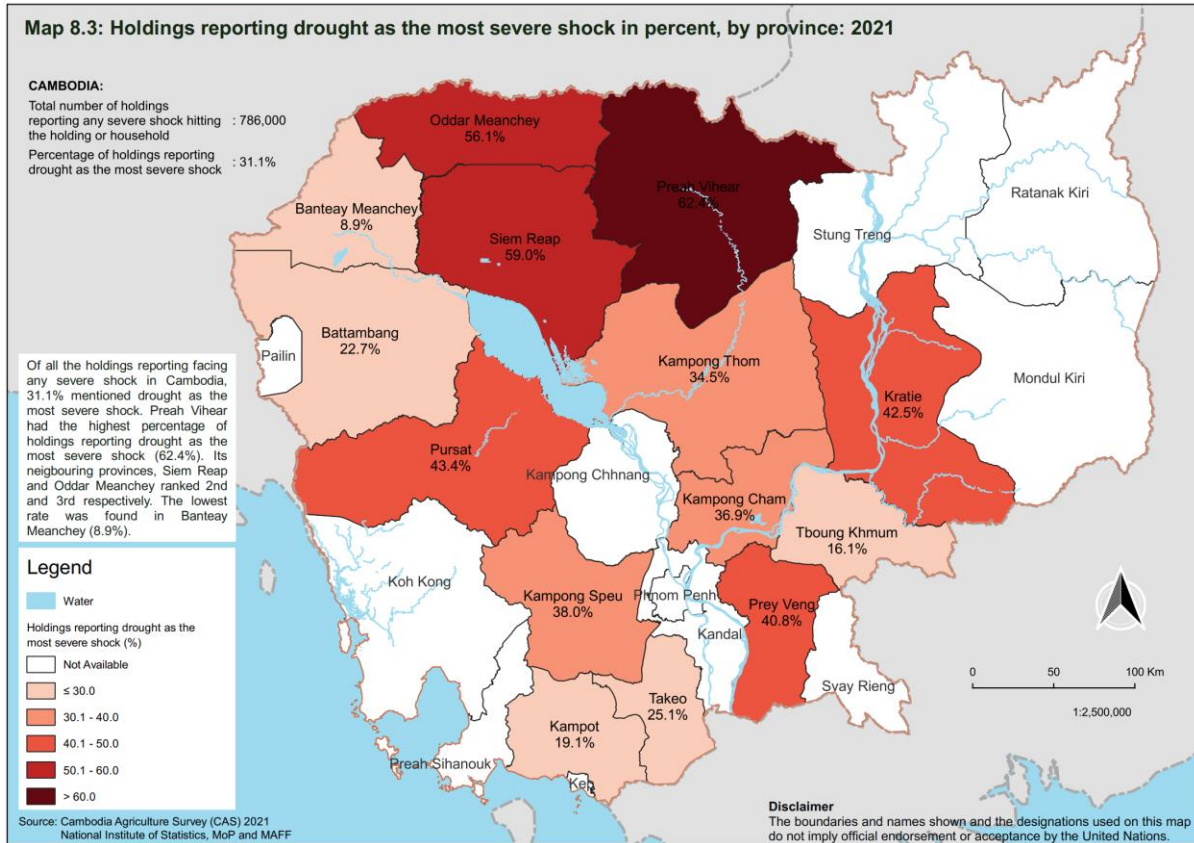 Map 8.3: Holdings reporting drought as the most severe shock in percent, by province: 2021
CAMBODIA:
Total number of holdings
reporting any severe shock hitting : 786,000
the holding or household
Percentage of holdings reporting : 31.1%
drought as the most severe shock
Oddar Meanchey
56.1%
Preah Vihear
62.4%
Banteay Meanchey
8.9%
Siem Reap
59.0%
Stung Treng
Ratanak Kiri
Battambang
22.7%
Pailin
Kampong Thom
34.5%
Kratie
42.5%
Mondul Kiri
Pursat
43.4%
Kampong Chhnang
Kampong Cham
36.9%
Tboung Khmum
16.1%
Koh Kong
Kampong Speu
38.0%
Phnom Penh
Kandal
Prey Veng
40.8%
Svay Rieng
Takeo
25.1%
Kampot
19.1%
Preah Sihanouk
Kep
Of all the holdings reporting facing
any severe shock in Cambodia,
31.1% mentioned drought as the
most severe shock. Preah Vihear
had the highest percentage of
holdings reporting drought as the
most severe shock (62.4%). Its
neigbouring provinces, Siem Reap
and Oddar Meanchey ranked 2nd
and 3rd respectively. The lowest
rate was found in Banteay
Meanchey (8.9%).
Legend
Water
Holdings reporting drought as the
most severe shock (%)
Not Available
≤ 30.0
30.1 - 40.0
40.1 - 50.0
50.1 - 60.0
> 60.0
0 50 100 Km
1:2,500,000
Source: Cambodia Agriculture Survey (CAS) 2021
National Institute of Statistics, MoP and MAFF
Disclaimer
The boundaries and names shown and the designations used on this map
do not imply official endorsement or acceptance by the United Nations.